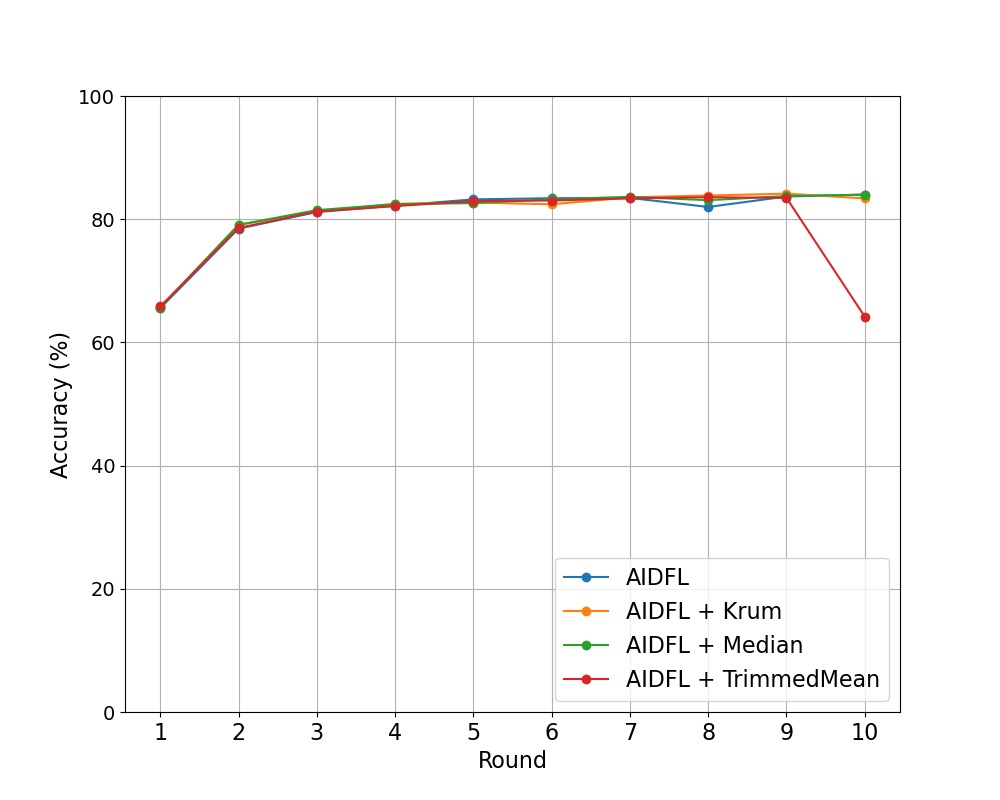 100
80
60
40
20
0
Accuracy (%)
1 2 3 4 5 6 7 8 9 10
Round
AIDFL
AIDFL + Krum
AIDFL + Median
AIDFL + TrimmedMean